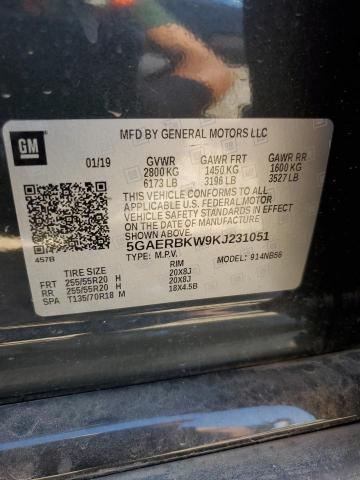 GM
MFD BY GENERAL MOTORS LLC
01/19 GVWR GAWR FRT GAWR RR
2800 KG 1450 KG 1600 KG
6173 LB 3196 LB 3527 LB
THIS VEHICLE CONFORMS TO ALL
APPLICABLE U.S. FEDERAL MOTOR
VEHICLE SAFETY STANDARDS
IN EFFECT ON THE DATE OF MANUFACTURE
SHOWN ABOVE.
5GAERBKW9KJ231051
457B
TYPE: M.P.V. MODEL: 914NB56
TIRE SIZE RIM
FRT 255/55R20 H 20X8J
RR 255/55R20 H 20X8J
SPA T135/70R18 M 18X4.5B